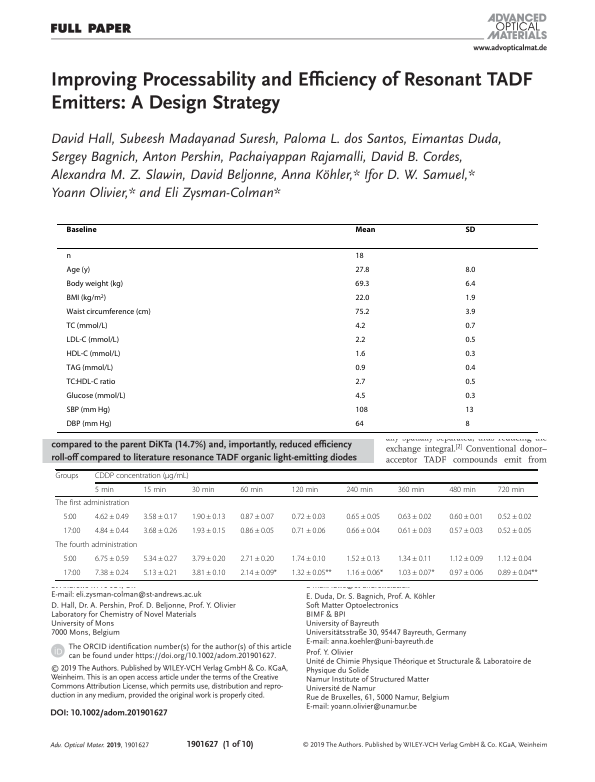 FULL PAPER
ADVANCED
OPTICAL
MATERIALS
www.advopticalmat.de
Improving Processability and Efficiency of Resonant TADF
Emitters: A Design Strategy
David Hall, Subeesh Madayanad Suresh, Paloma L. dos Santos, Eimantas Duda,
Sergey Bagnich, Anton Pershin, Pachaiyappan Rajamalli, David B. Cordes,
Alexandra M. Z. Slawin, David Beljonne, Anna Köhler,* Ifor D. W. Samuel,*
Yoann Olivier,* and Eli Zysman-Colman*
Baseline Mean SD
n 18
Age (y) 27.8 8.0
Body weight (kg) 69.3 6.4
BMI (kg/m²) 22.0 1.9
Waist circumference (cm) 75.2 3.9
TC (mmol/L) 4.2 0.7
LDL-C (mmol/L) 2.2 0.5
HDL-C (mmol/L) 1.6 0.3
TAG (mmol/L) 0.9 0.4
TC:HDL-C ratio 2.7 0.5
Glucose (mmol/L) 4.5 0.3
SBP (mm Hg) 108 13
DBP (mm Hg) 64 8
compared to the parent DiKTa (14.7%) and, importantly, reduced efficiency
roll-off compared to literature resonance TADF organic light-emitting diodes
exchange integral.[2] Conventional donor–
acceptor TADF compounds emit from
Groups CDDP concentration (μg/mL)
5 min 15 min 30 min 60 min 120 min 240 min 360 min 480 min 720 min
The first administration
5:00 4.62 ± 0.49 3.58 ± 0.17 1.90 ± 0.13 0.87 ± 0.07 0.72 ± 0.03 0.65 ± 0.05 0.63 ± 0.02 0.60 ± 0.01 0.52 ± 0.02
17:00 4.84 ± 0.44 3.68 ± 0.26 1.93 ± 0.15 0.86 ± 0.05 0.71 ± 0.06 0.66 ± 0.04 0.61 ± 0.03 0.57 ± 0.03 0.52 ± 0.05
The fourth administration
5:00 6.75 ± 0.59 5.34 ± 0.27 3.79 ± 0.20 2.71 ± 0.20 1.74 ± 0.10 1.52 ± 0.13 1.34 ± 0.11 1.12 ± 0.09 1.12 ± 0.04
17:00 7.38 ± 0.24 5.13 ± 0.21 3.81 ± 0.10 2.14 ± 0.09* 1.32 ± 0.05** 1.16 ± 0.06* 1.03 ± 0.07* 0.97 ± 0.06 0.89 ± 0.04**
E-mail: eli.zysman-colman@st-andrews.ac.uk
D. Hall, Dr. A. Pershin, Prof. D. Beljonne, Prof. Y. Olivier
Laboratory for Chemistry of Novel Materials
University of Mons
7000 Mons, Belgium
iD The ORCID identification number(s) for the author(s) of this article
can be found under https://doi.org/10.1002/adom.201901627.
© 2019 The Authors. Published by WILEY-VCH Verlag GmbH & Co. KGaA,
Weinheim. This is an open access article under the terms of the Creative
Commons Attribution License, which permits use, distribution and repro-
duction in any medium, provided the original work is properly cited.
DOI: 10.1002/adom.201901627
E. Duda, Dr. S. Bagnich, Prof. A. Köhler
Soft Matter Optoelectronics
BIMF & BPI
University of Bayreuth
Universitätsstraße 30, 95447 Bayreuth, Germany
E-mail: anna.koehler@uni-bayreuth.de
Prof. Y. Olivier
Unité de Chimie Physique Théorique et Structurale & Laboratoire de
Physique du Solide
Namur Institute of Structured Matter
Université de Namur
Rue de Bruxelles, 61, 5000 Namur, Belgium
E-mail: yoann.olivier@unamur.be
Adv. Optical Mater. 2019, 1901627
1901627 (1 of 10)
© 2019 The Authors. Published by WILEY-VCH Verlag GmbH & Co. KGaA, Weinheim